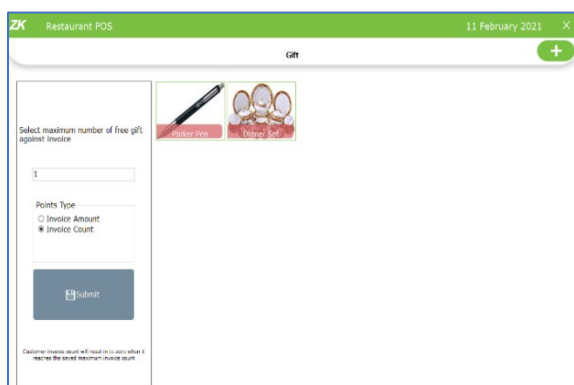 ZK Restaurant POS 11 February 2021 X
Gift
+
Select maximum number of free gift
against invoice
Parker Pen Dinner Set
1
Points Type
Invoice Amount
Invoice Count
Submit
Customer invoice count will reset in to zero when it
reaches the saved maximum invoice count